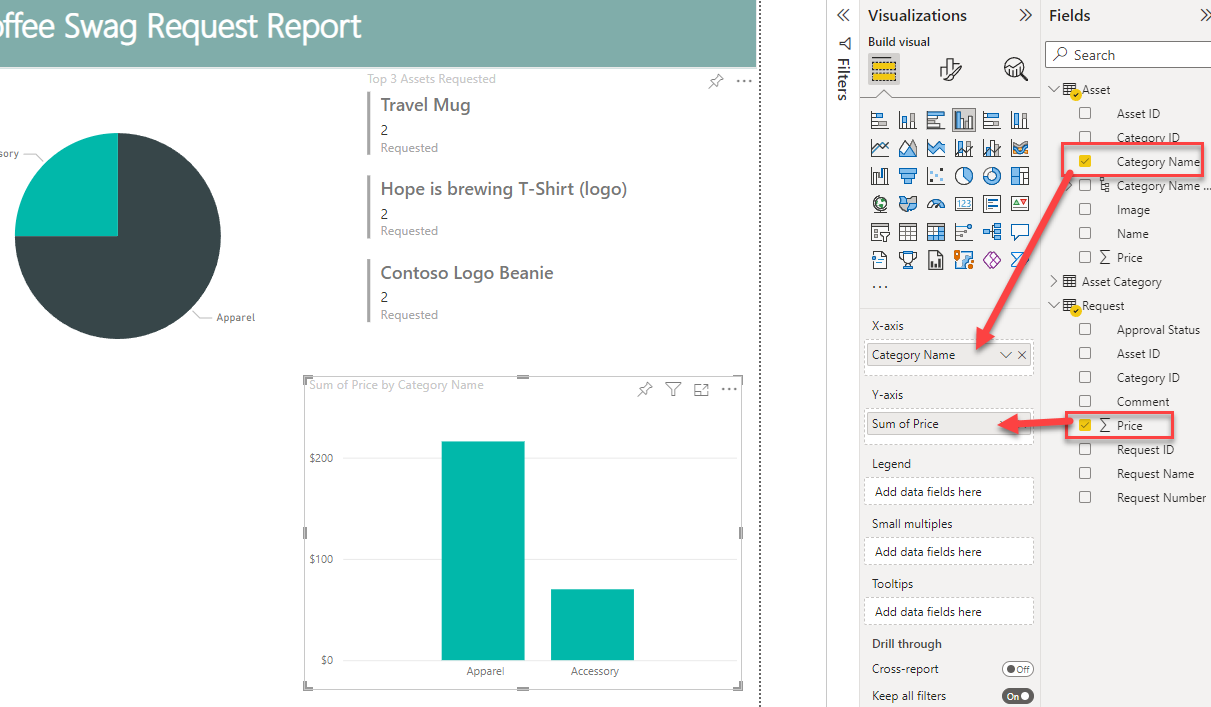 offee Swag Request Report
Top 3 Assets Requested
Travel Mug
2
Requested
Hope is brewing T-Shirt (logo)
2
Requested
Contoso Logo Beanie
2
Requested
sory
Apparel
Sum of Price by Category Name
$200
$100
$0
Apparel
Accessory
Filters
Visualizations
Build visual
123
X-axis
Category Name
Y-axis
Sum of Price
Legend
Add data fields here
Small multiples
Add data fields here
Tooltips
Add data fields here
Drill through
Cross-report
Off
Keep all filters
On
Fields
Search
Asset
Asset ID
Category ID
Category Name
Category Name ...
Image
Name
Price
Asset Category
Request
Approval Status
Asset ID
Category ID
Comment
Price
Request ID
Request Name
Request Number